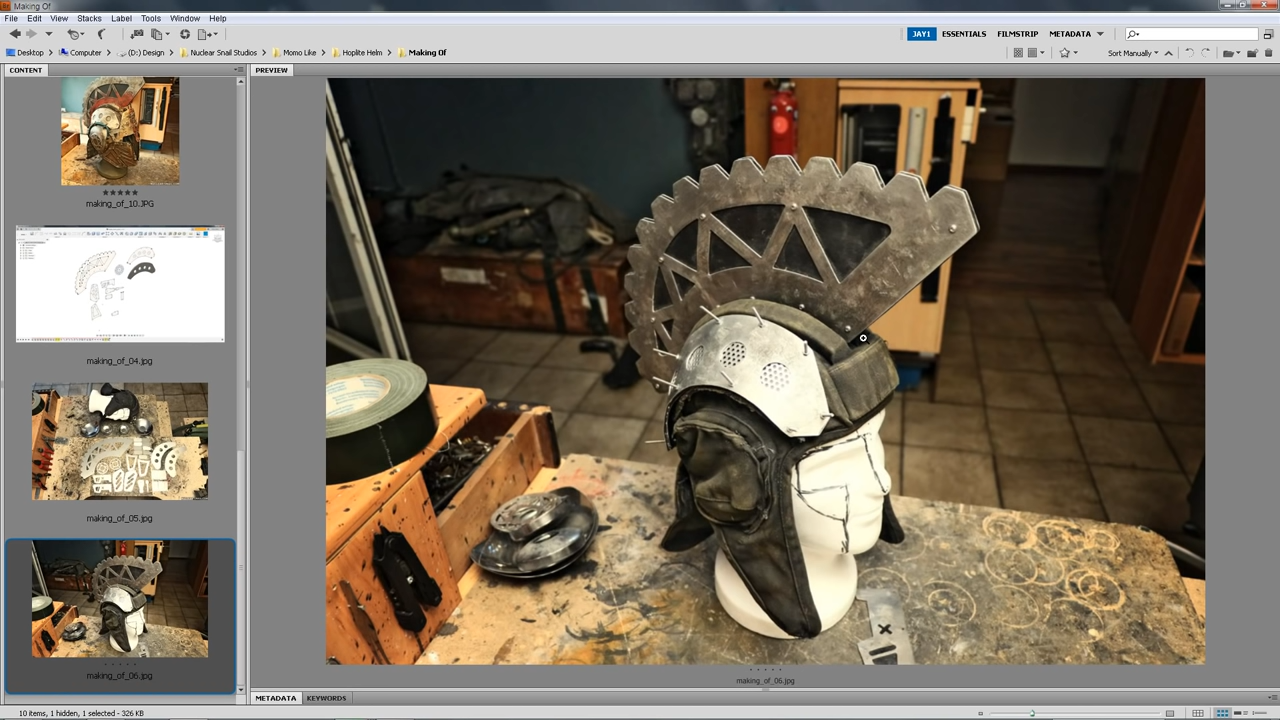 Br Making Of
File Edit View Stacks Label Tools Window Help
JAY1 ESSENTIALS FILMSTRIP METADATA
Desktop Computer (D:) Design Nuclear Snail Studios Momo Like Hoplite Helm Making Of
Sort Manually
CONTENT
PREVIEW
making_of_10.JPG
making_of_04.jpg
making_of_05.jpg
making_of_06.jpg
making_of_06.jpg
METADATA KEYWORDS
10 items, 1 hidden, 1 selected - 326 KB